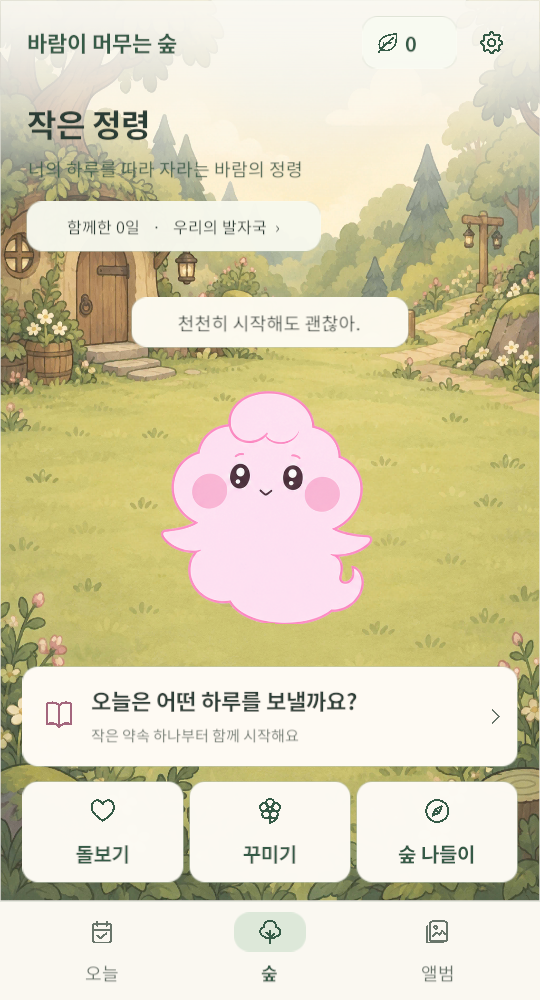 바람이 머무는 숲
0
작은 정령
너의 하루를 따라 자라는 바람의 정령
함께한 0일 · 우리의 발자국 ›
천천히 시작해도 괜찮아.
오늘은 어떤 하루를 보낼까요?
작은 약속 하나부터 함께 시작해요
돌보기
꾸미기
숲 나들이
오늘
숲
앨범